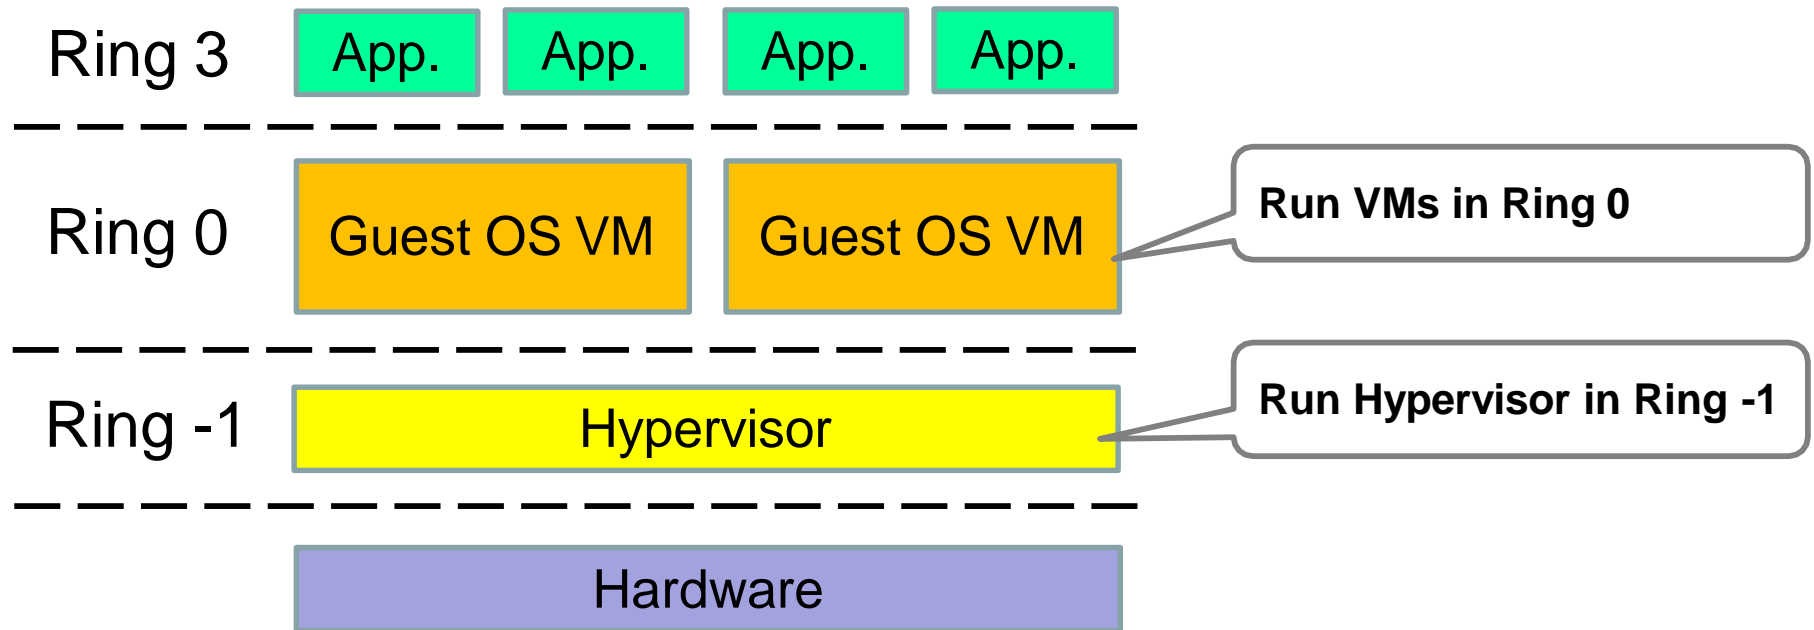 Ring 3
App.
App.
App.
App.
Ring 0
Guest OS VM
Guest OS VM
Run VMs in Ring 0
Ring -1
Hypervisor
Run Hypervisor in Ring -1
Hardware